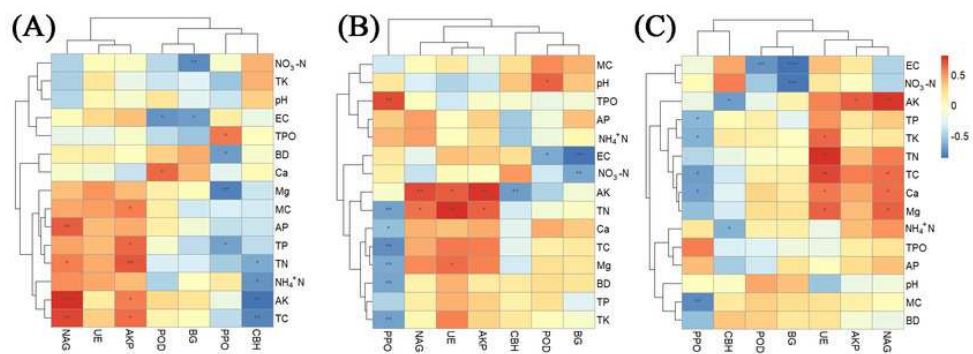 (A)
NO₃-N
TK
pH
EC
TPO
BD
Ca
Mg
MC
AP
TP
TN
NH₄⁺N
AK
TC
NAG
UE
AKP
POD
BG
PPO
CBH
(B)
MC
pH
TPO
AP
NH₄⁺N
EC
NO₃-N
AK
TN
Ca
TC
Mg
BD
TP
TK
PPO
NAG
UE
AKP
CBH
POD
BG
(C)
EC
NO₃-N
AK
TP
TK
TN
TC
Ca
Mg
NH₄⁺N
TPO
AP
pH
MC
BD
PPO
CBH
POD
BG
UE
AKP
NAG
0.5
0
-0.5